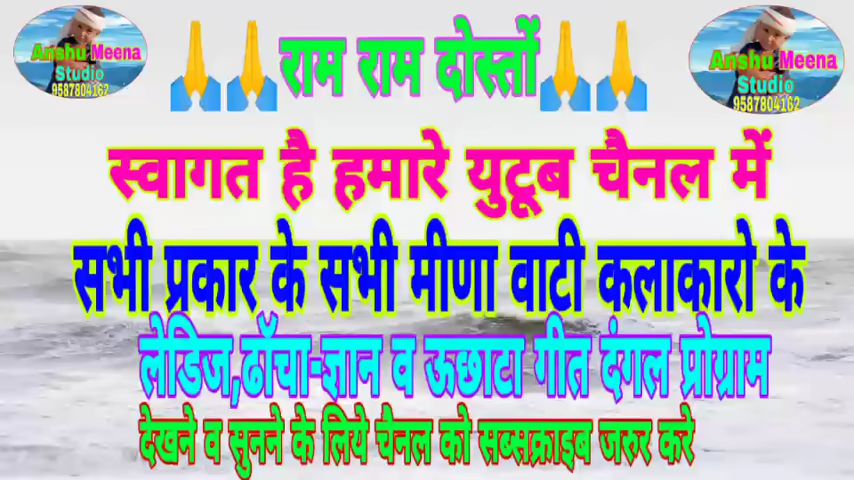 Anshu Meena
Studio
9587804162
🙏🙏राम राम दोस्तों🙏🙏
Anshu Meena
Studio
9587804162
स्वागत है हमारे युटूब चैनल में
सभी प्रकार के सभी मीणा वाटी कलाकारो के
लेडिज,ढॉचा-ज्ञान व ऊछाटा गीत दंगल प्रोग्राम
देखने व सुनने के लिये चैनल को सब्सक्राइब जरुर करे